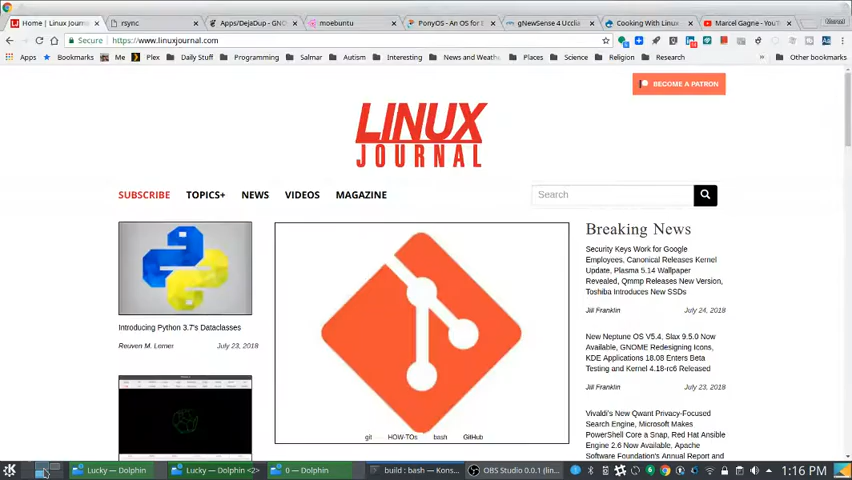 Home | Linux Journal
rsync
Apps/DejaDup - GNO
moebuntu
PonyOS - An OS for E
gNewSense 4 Ucclia
Cooking With Linux
Marcel Gagne - YouT
Marcel
Secure
https://www.linuxjournal.com
Apps
Bookmarks
Me
Plex
Daily Stuff
Programming
Salmar
Autism
Interesting
News and Weathe
Places
Science
Religion
Research
»
Other bookmarks
BECOME A PATRON
LINUX
JOURNAL
SUBSCRIBE
TOPICS+
NEWS
VIDEOS
MAGAZINE
Search
Introducing Python 3.7's Dataclasses
Reuven M. Lerner
July 23, 2018
git
HOW-TOs
bash
GitHub
Breaking News
Security Keys Work for Google
Employees, Canonical Releases Kernel
Update, Plasma 5.14 Wallpaper
Revealed, Qmmp Releases New Version,
Toshiba Introduces New SSDs
Jill Franklin
July 24, 2018
New Neptune OS V5.4, Slax 9.5.0 Now
Available, GNOME Redesigning Icons,
KDE Applications 18.08 Enters Beta
Testing and Kernel 4.18-rc6 Released
Jill Franklin
July 23, 2018
Vivaldi's New Qwant Privacy-Focused
Search Engine, Microsoft Makes
PowerShell Core a Snap, Red Hat Ansible
Engine 2.6 Now Available, Apache
Software Foundation's Annual Report and
Lucky — Dolphin
Lucky — Dolphin <2>
0 — Dolphin
build : bash — Kons...
OBS Studio 0.0.1 (lin...
1:16 PM